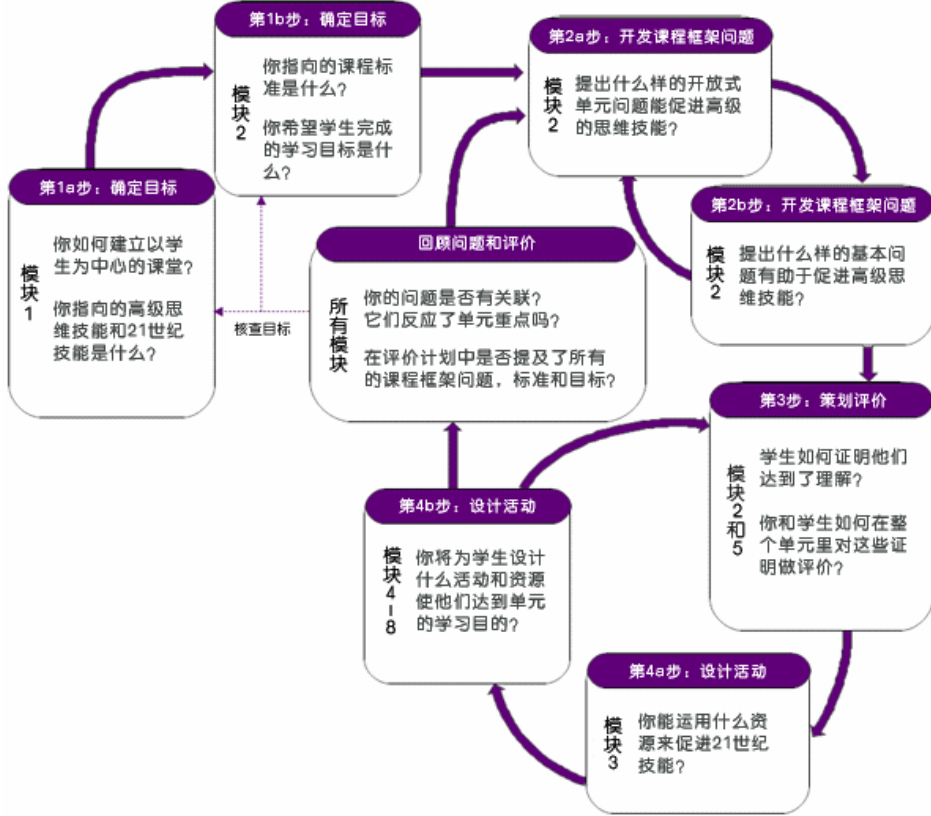 第1a步：确定目标
模块1
你如何建立以学
生为中心的课堂？
你指向的高级思
维技能和21世纪
技能是什么？
第1b步：确定目标
模块2
你指向的课程标
准是什么？
你希望学生完成
的学习目标是什
么？
第2a步：开发课程框架问题
模块2
提出什么样的开放式
单元问题能促进高级
的思维技能？
第2b步：开发课程框架问题
模块2
提出什么样的基本问
题有助于促进高级思
维技能？
第3步：策划评价
模块2和5
学生如何证明他们
达到了理解？
你和学生如何在整
个单元里对这些证
明做评价？
第4a步：设计活动
模块3
你能运用什么资
源来促进21世纪
技能？
第4b步：设计活动
模块4-8
你将为学生设计
什么活动和资源
使他们达到单元
的学习目的？
回顾问题和评价
所有模块
你的问题是否有关联？
它们反应了单元重点吗？
在评价计划中是否提及了所有
的课程框架问题，标准和目标？
核查目标